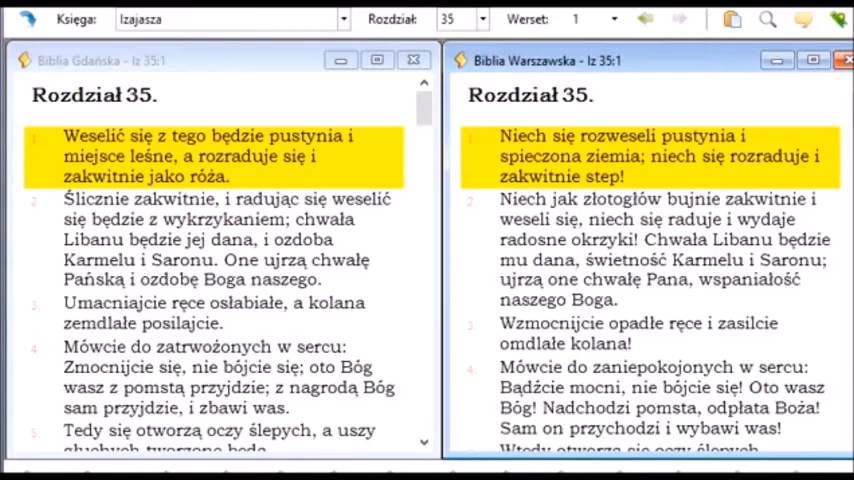 Księga: Izajasza Rozdział: 35 Werset: 1
Biblia Gdańska - Iz 35:1
Rozdział 35.
1. Weselić się z tego będzie pustynia i
miejsce leśne, a rozraduje się i
zakwitnie jako róża.
2. Ślicznie zakwitnie, i radując się weselić
się będzie z wykrzykaniem; chwała
Libanu będzie jej dana, i ozdoba
Karmelu i Saronu. One ujrzą chwałę
Pańską i ozdobę Boga naszego.
3. Umacniajcie ręce osłabiałe, a kolana
zemdlałe posilajcie.
4. Mówcie do zatrwożonych w sercu:
Zmocnijcie się, nie bójcie się; oto Bóg
wasz z pomstą przyjdzie; z nagrodą Bóg
sam przyjdzie, i zbawi was.
5. Tedy się otworzą oczy ślepych, a uszy
głuchych otworzone będą
Biblia Warszawska - Iz 35:1
Rozdział 35.
1. Niech się rozweseli pustynia i
spieczona ziemia; niech się rozraduje i
zakwitnie step!
2. Niech jak złotogłów bujnie zakwitnie i
weseli się, niech się raduje i wydaje
radosne okrzyki! Chwała Libanu będzie
mu dana, świetność Karmelu i Saronu;
ujrzą one chwałę Pana, wspaniałość
naszego Boga.
3. Wzmocnijcie opadłe ręce i zasilcie
omdlałe kolana!
4. Mówcie do zaniepokojonych w sercu:
Bądźcie mocni, nie bójcie się! Oto wasz
Bóg! Nadchodzi pomsta, odpłata Boża!
Sam on przychodzi i wybawi was!
Wtedy otworzą się oczy ślepych